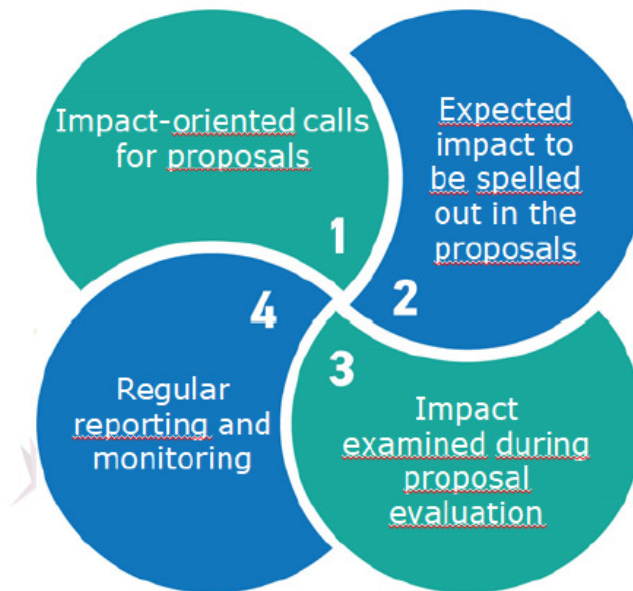 Impact-oriented calls
for proposals
1
Expected
impact to
be spelled
out in the
proposals
2
3
Impact
examined during
proposal
evaluation
4
Regular
reporting and
monitoring